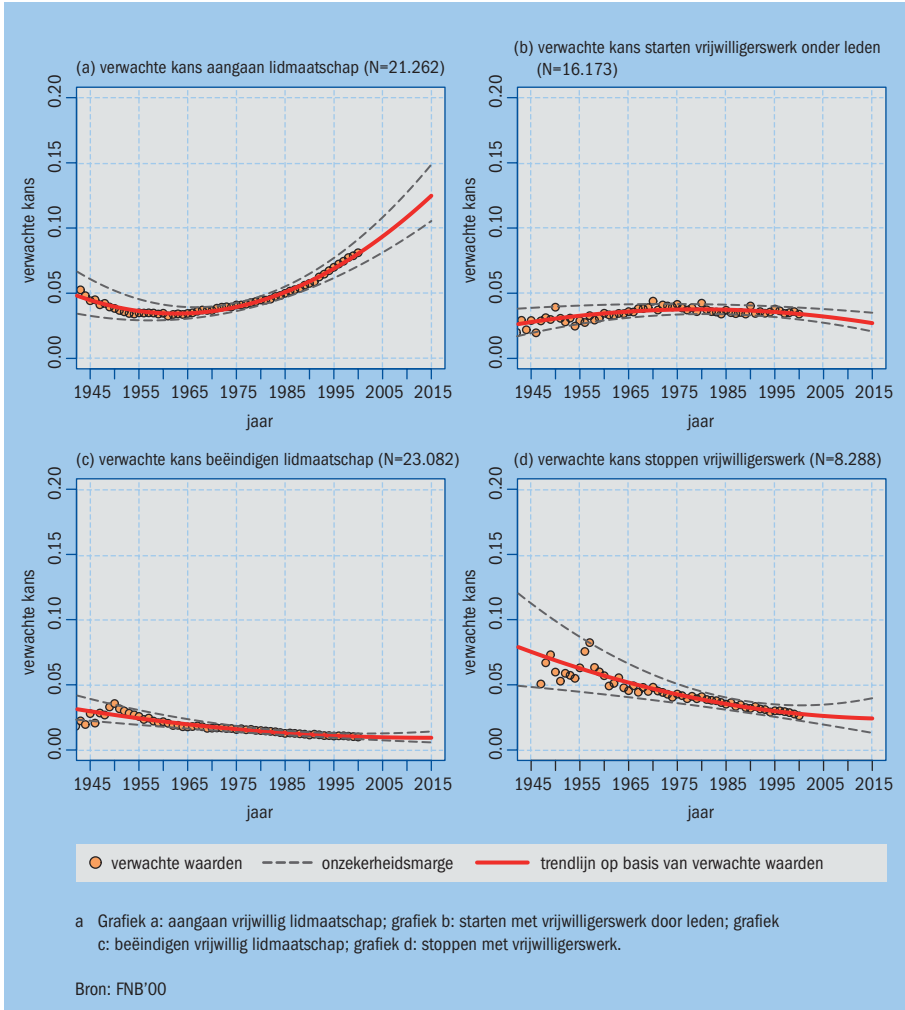 (a) verwachte kans aangaan lidmaatschap (N=21.262)
0.20
0.15
0.10
0.05
0.00
verwachte kans
1945 1955 1965 1975 1985 1995 2005 2015
jaar
(b) verwachte kans starten vrijwilligerswerk onder leden
(N=16.173)
0.20
0.15
0.10
0.05
0.00
verwachte kans
1945 1955 1965 1975 1985 1995 2005 2015
jaar
(c) verwachte kans beëindigen lidmaatschap (N=23.082)
0.20
0.15
0.10
0.05
0.00
verwachte kans
1945 1955 1965 1975 1985 1995 2005 2015
jaar
(d) verwachte kans stoppen vrijwilligerswerk (N=8.288)
0.20
0.15
0.10
0.05
0.00
verwachte kans
1945 1955 1965 1975 1985 1995 2005 2015
jaar
verwachte waarden onzekerheidsmarge trendlijn op basis van verwachte waarden
a Grafiek a: aangaan vrijwillig lidmaatschap; grafiek b: starten met vrijwilligerswerk door leden; grafiek
c: beëindigen vrijwillig lidmaatschap; grafiek d: stoppen met vrijwilligerswerk.
Bron: FNB'00